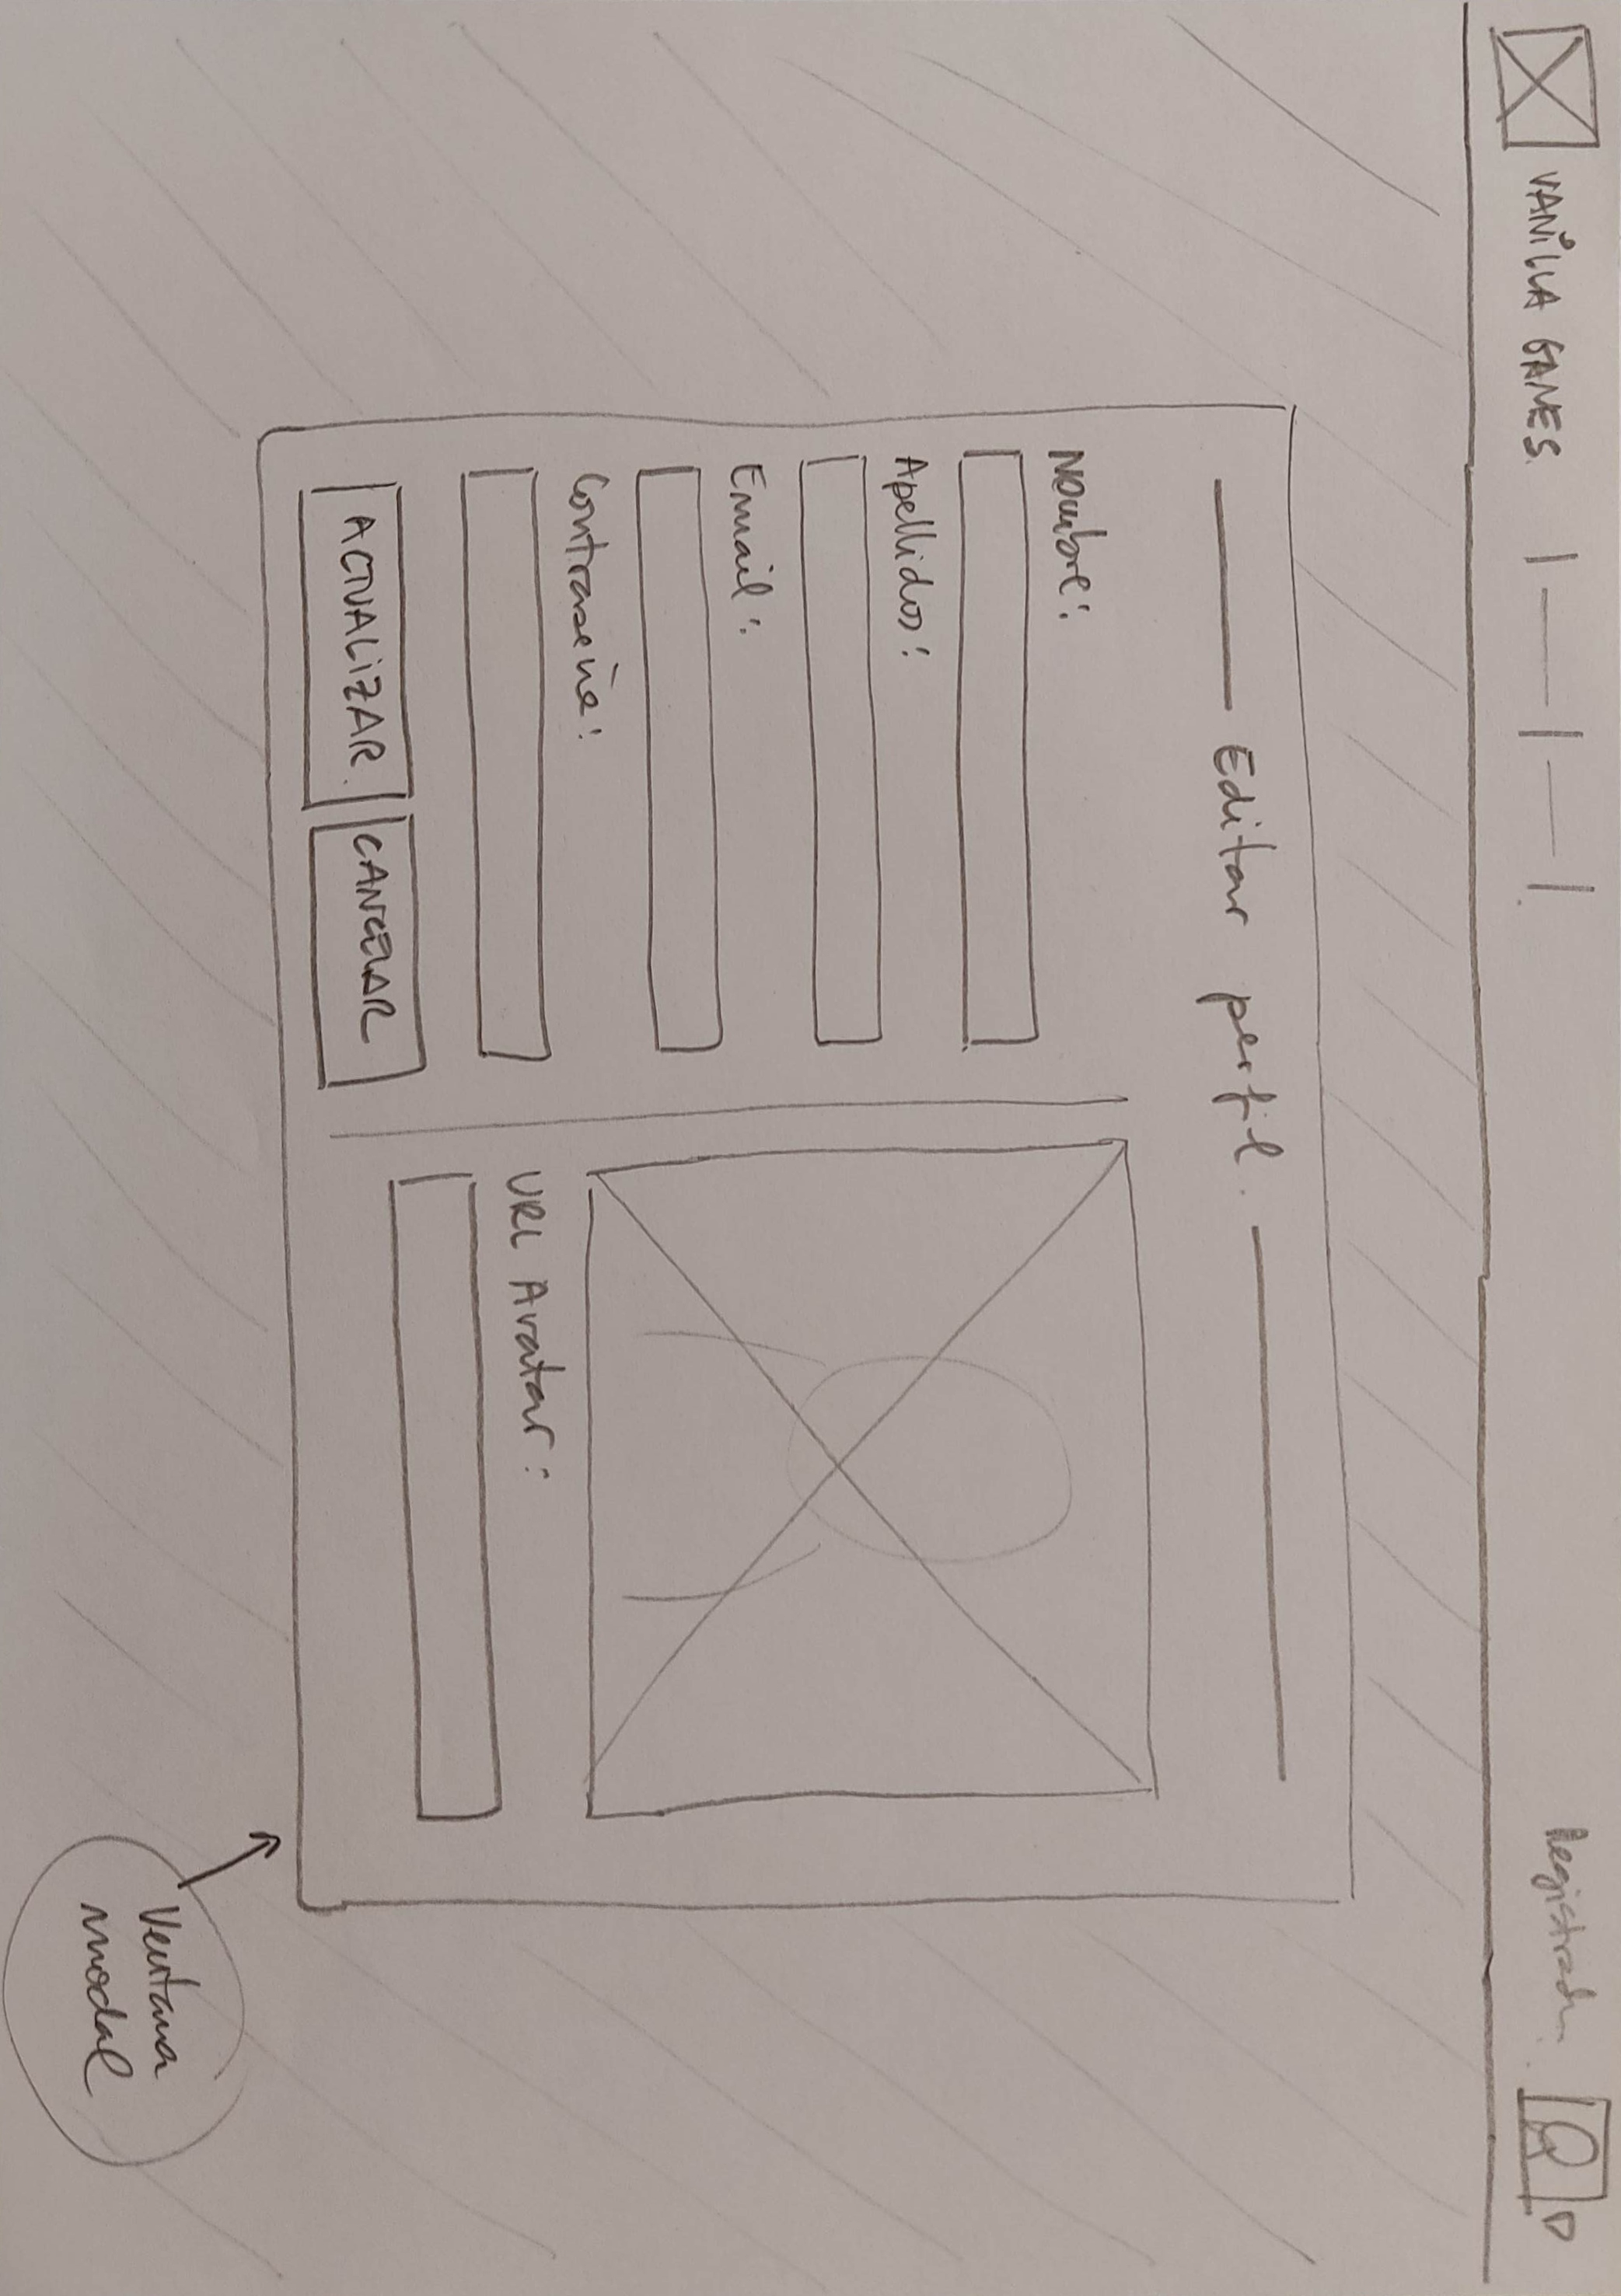 VANILLA GAMES.
Registrado
Editar perfil.
Nombre:
Apellidos:
Email:
Contraseña:
ACTUALIZAR.
CANCELAR
URL Avatar:
Ventana
modal